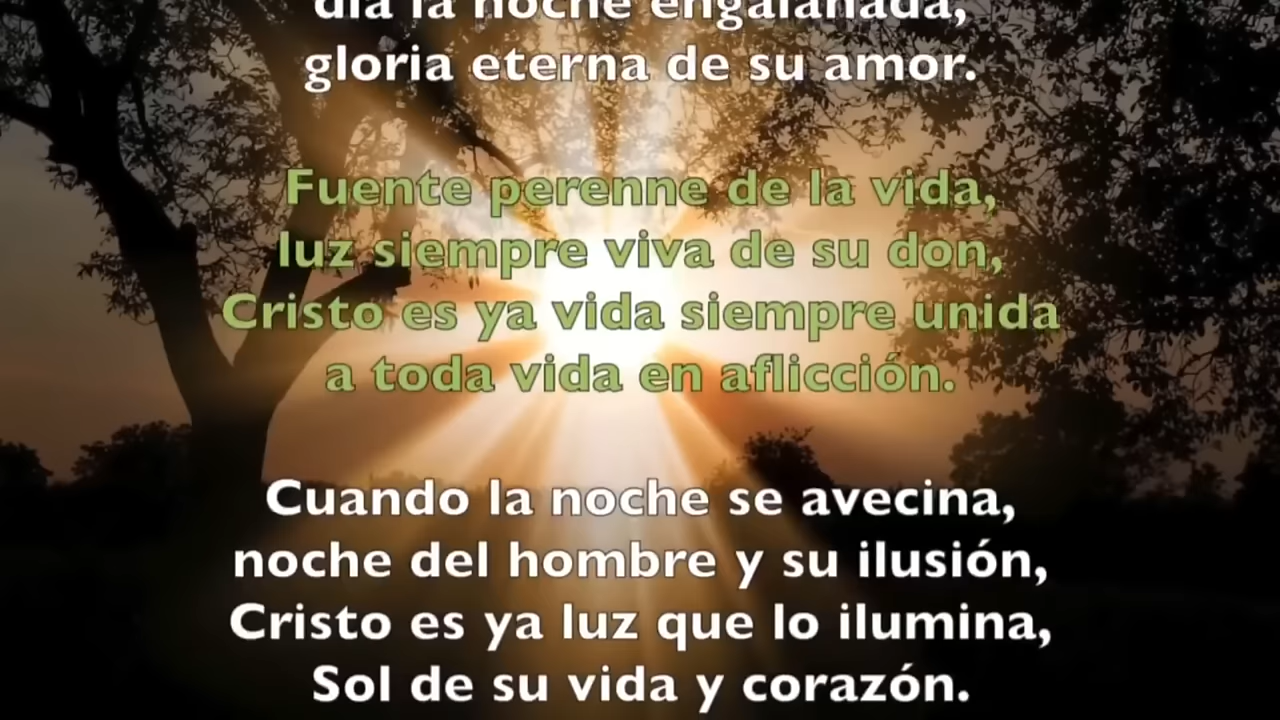 día la noche engalanada,
gloria eterna de su amor.
Fuente perenne de la vida,
luz siempre viva de su don,
Cristo es ya vida siempre unida
a toda vida en aflicción.
Cuando la noche se avecina,
noche del hombre y su ilusión,
Cristo es ya luz que lo ilumina,
Sol de su vida y corazón.